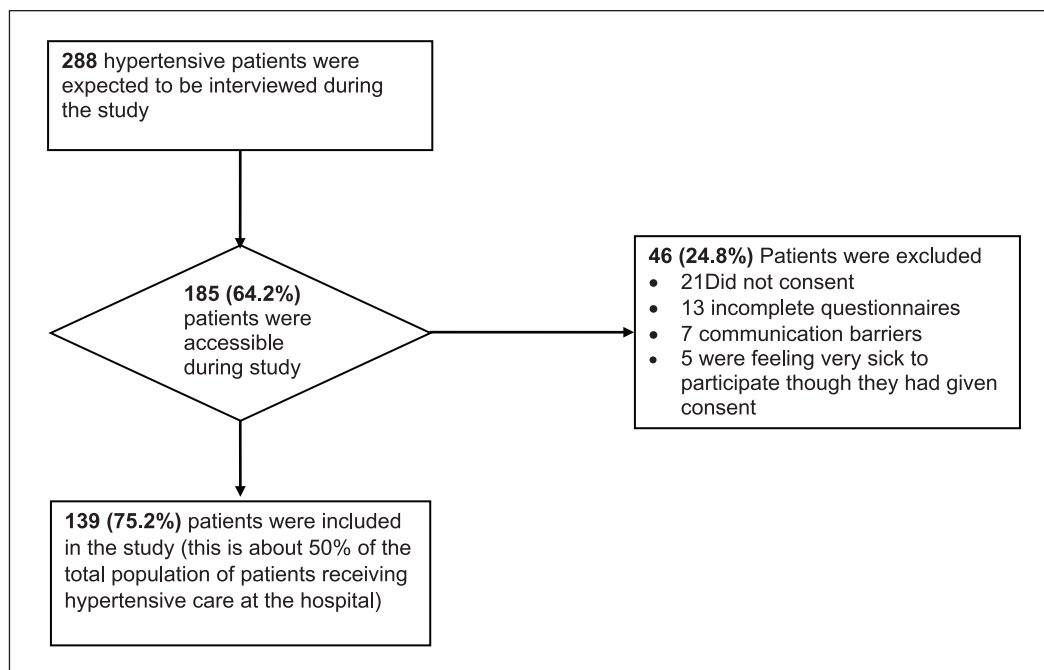 288 hypertensive patients were
expected to be interviewed during
the study
185 (64.2%)
patients were
accessible
during study
46 (24.8%) Patients were excluded
• 21Did not consent
• 13 incomplete questionnaires
• 7 communication barriers
• 5 were feeling very sick to
participate though they had given
consent
139 (75.2%) patients were included
in the study (this is about 50% of the
total population of patients receiving
hypertensive care at the hospital)